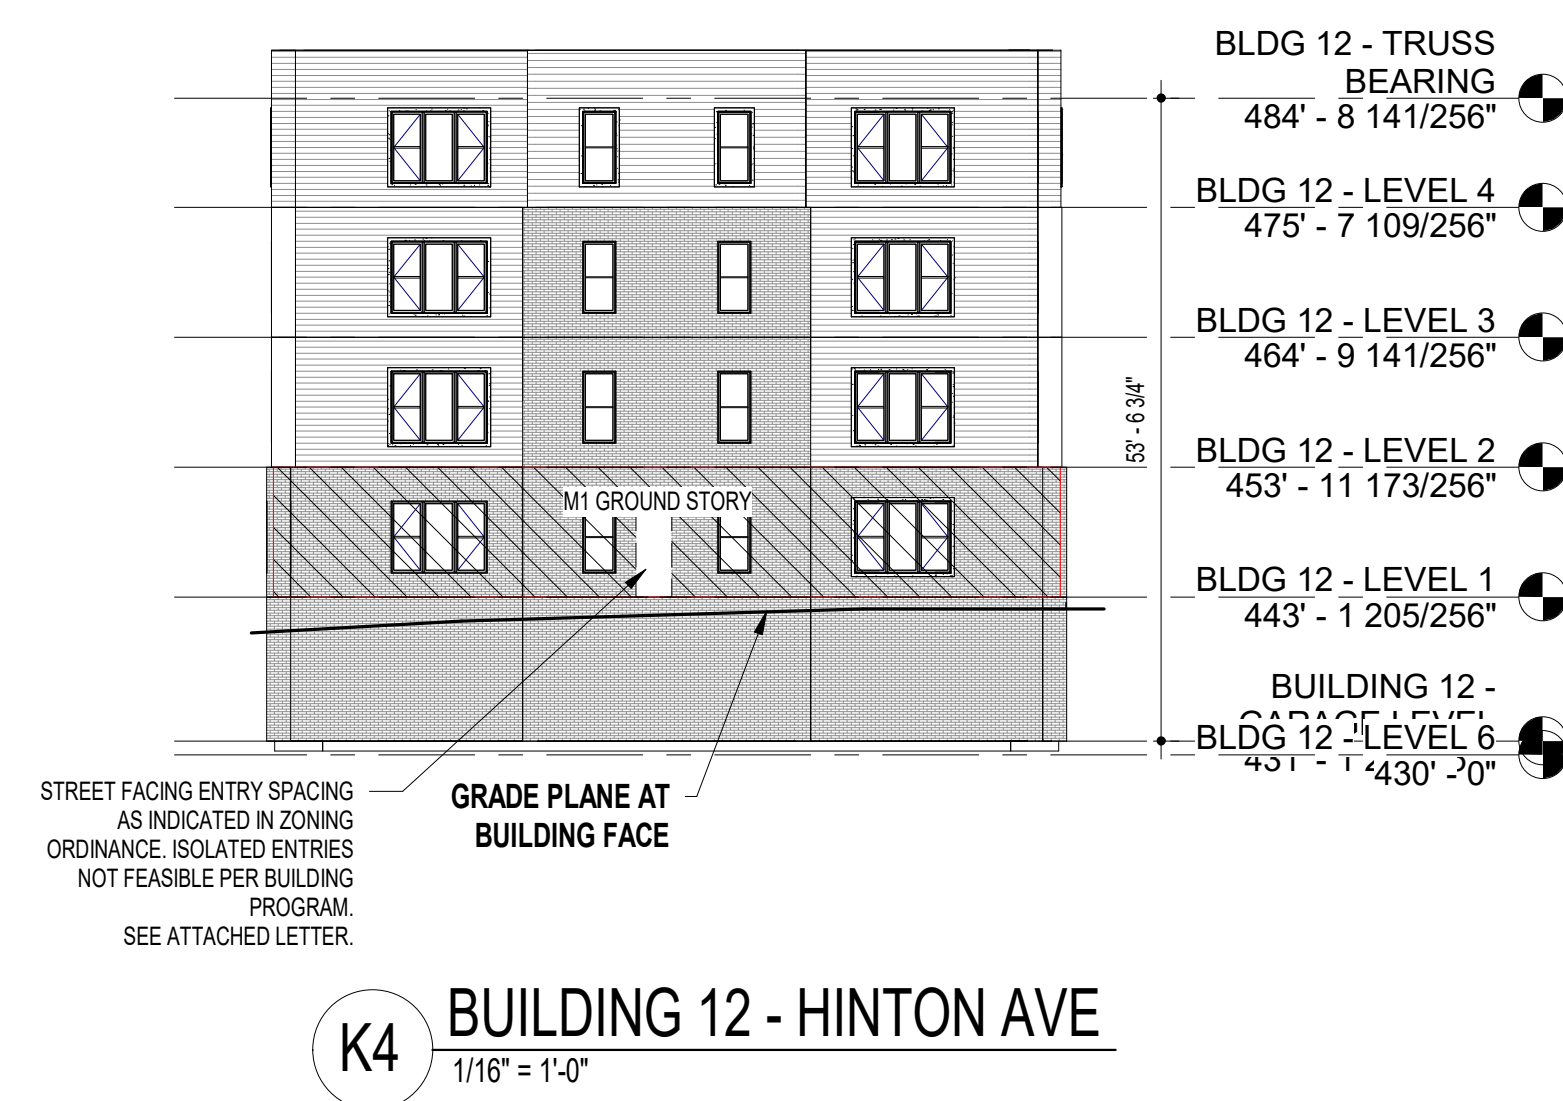 BLDG 12 - TRUSS
BEARING
484' - 8 141/256"
BLDG 12 - LEVEL 4
475' - 7 109/256"
BLDG 12 - LEVEL 3
464' - 9 141/256"
53' - 6 3/4"
BLDG 12 - LEVEL 2
453' - 11 173/256"
M1 GROUND STORY
BLDG 12 - LEVEL 1
443' - 1 205/256"
BUILDING 12 -
GARAGE LEVEL
BLDG 12 - LEVEL 6
430' - 0"
STREET FACING ENTRY SPACING
AS INDICATED IN ZONING
ORDINANCE. ISOLATED ENTRIES
NOT FEASIBLE PER BUILDING
PROGRAM.
SEE ATTACHED LETTER.
GRADE PLANE AT
BUILDING FACE
K4
BUILDING 12 - HINTON AVE
1/16" = 1'-0"